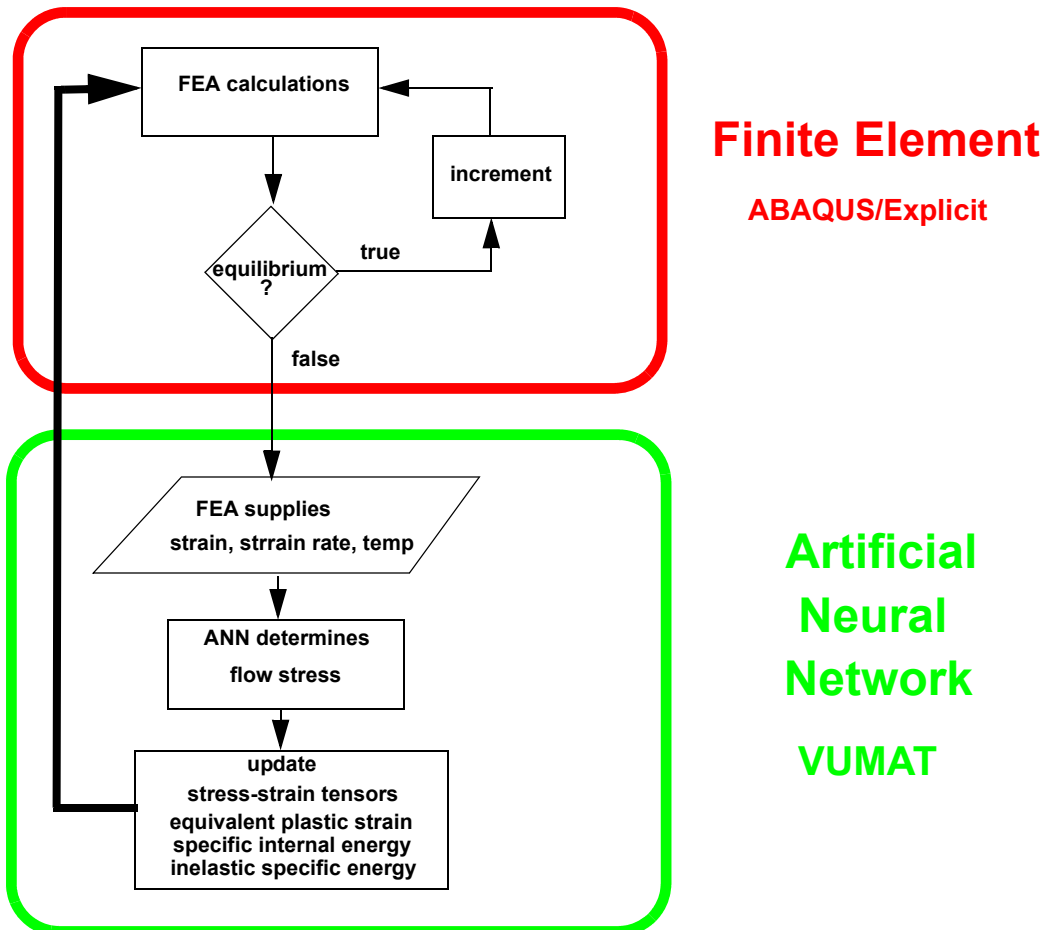 FEA calculations
increment
equilibrium
?
true
false
Finite Element
ABAQUS/Explicit
FEA supplies
strain, strrain rate, temp
ANN determines
flow stress
update
stress-strain tensors
equivalent plastic strain
specific internal energy
inelastic specific energy
Artificial
Neural
Network
VUMAT